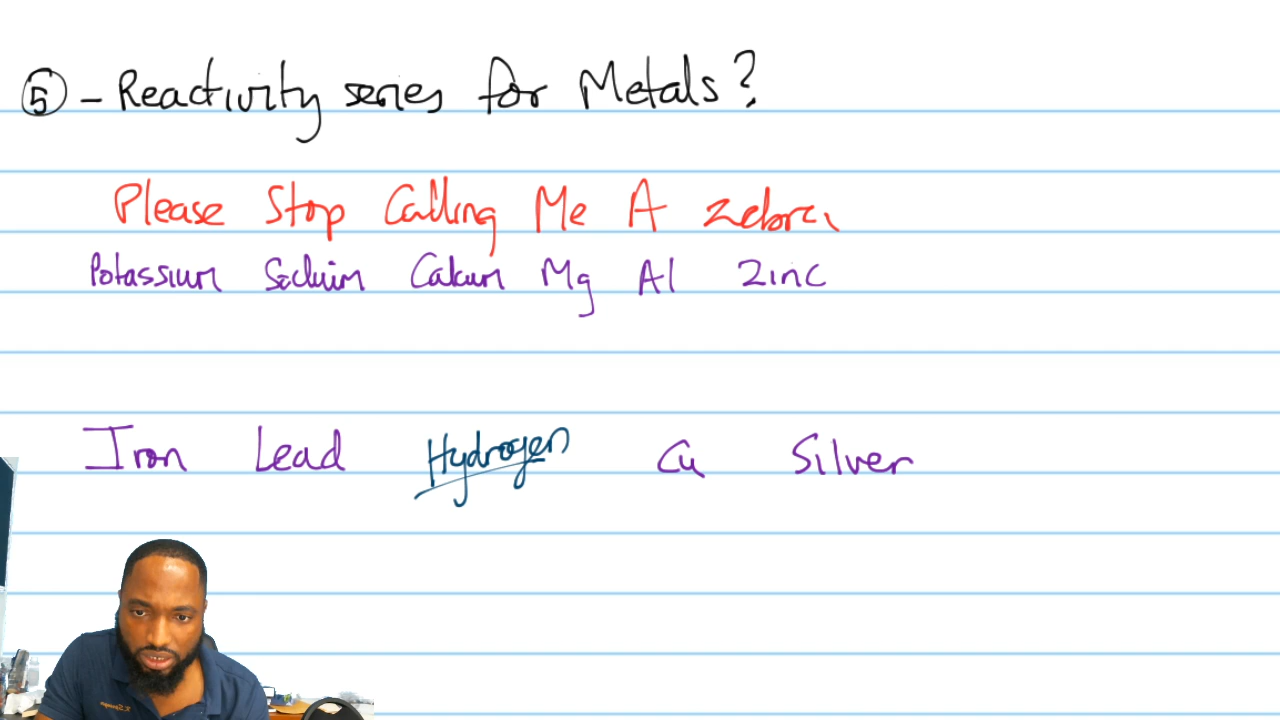 5 - Reactivity series for Metals?
Please Stop Calling Me A Zebra
Potassium Sodium Calcium Mg Al Zinc
Iron Lead Hydrogen Cu Silver